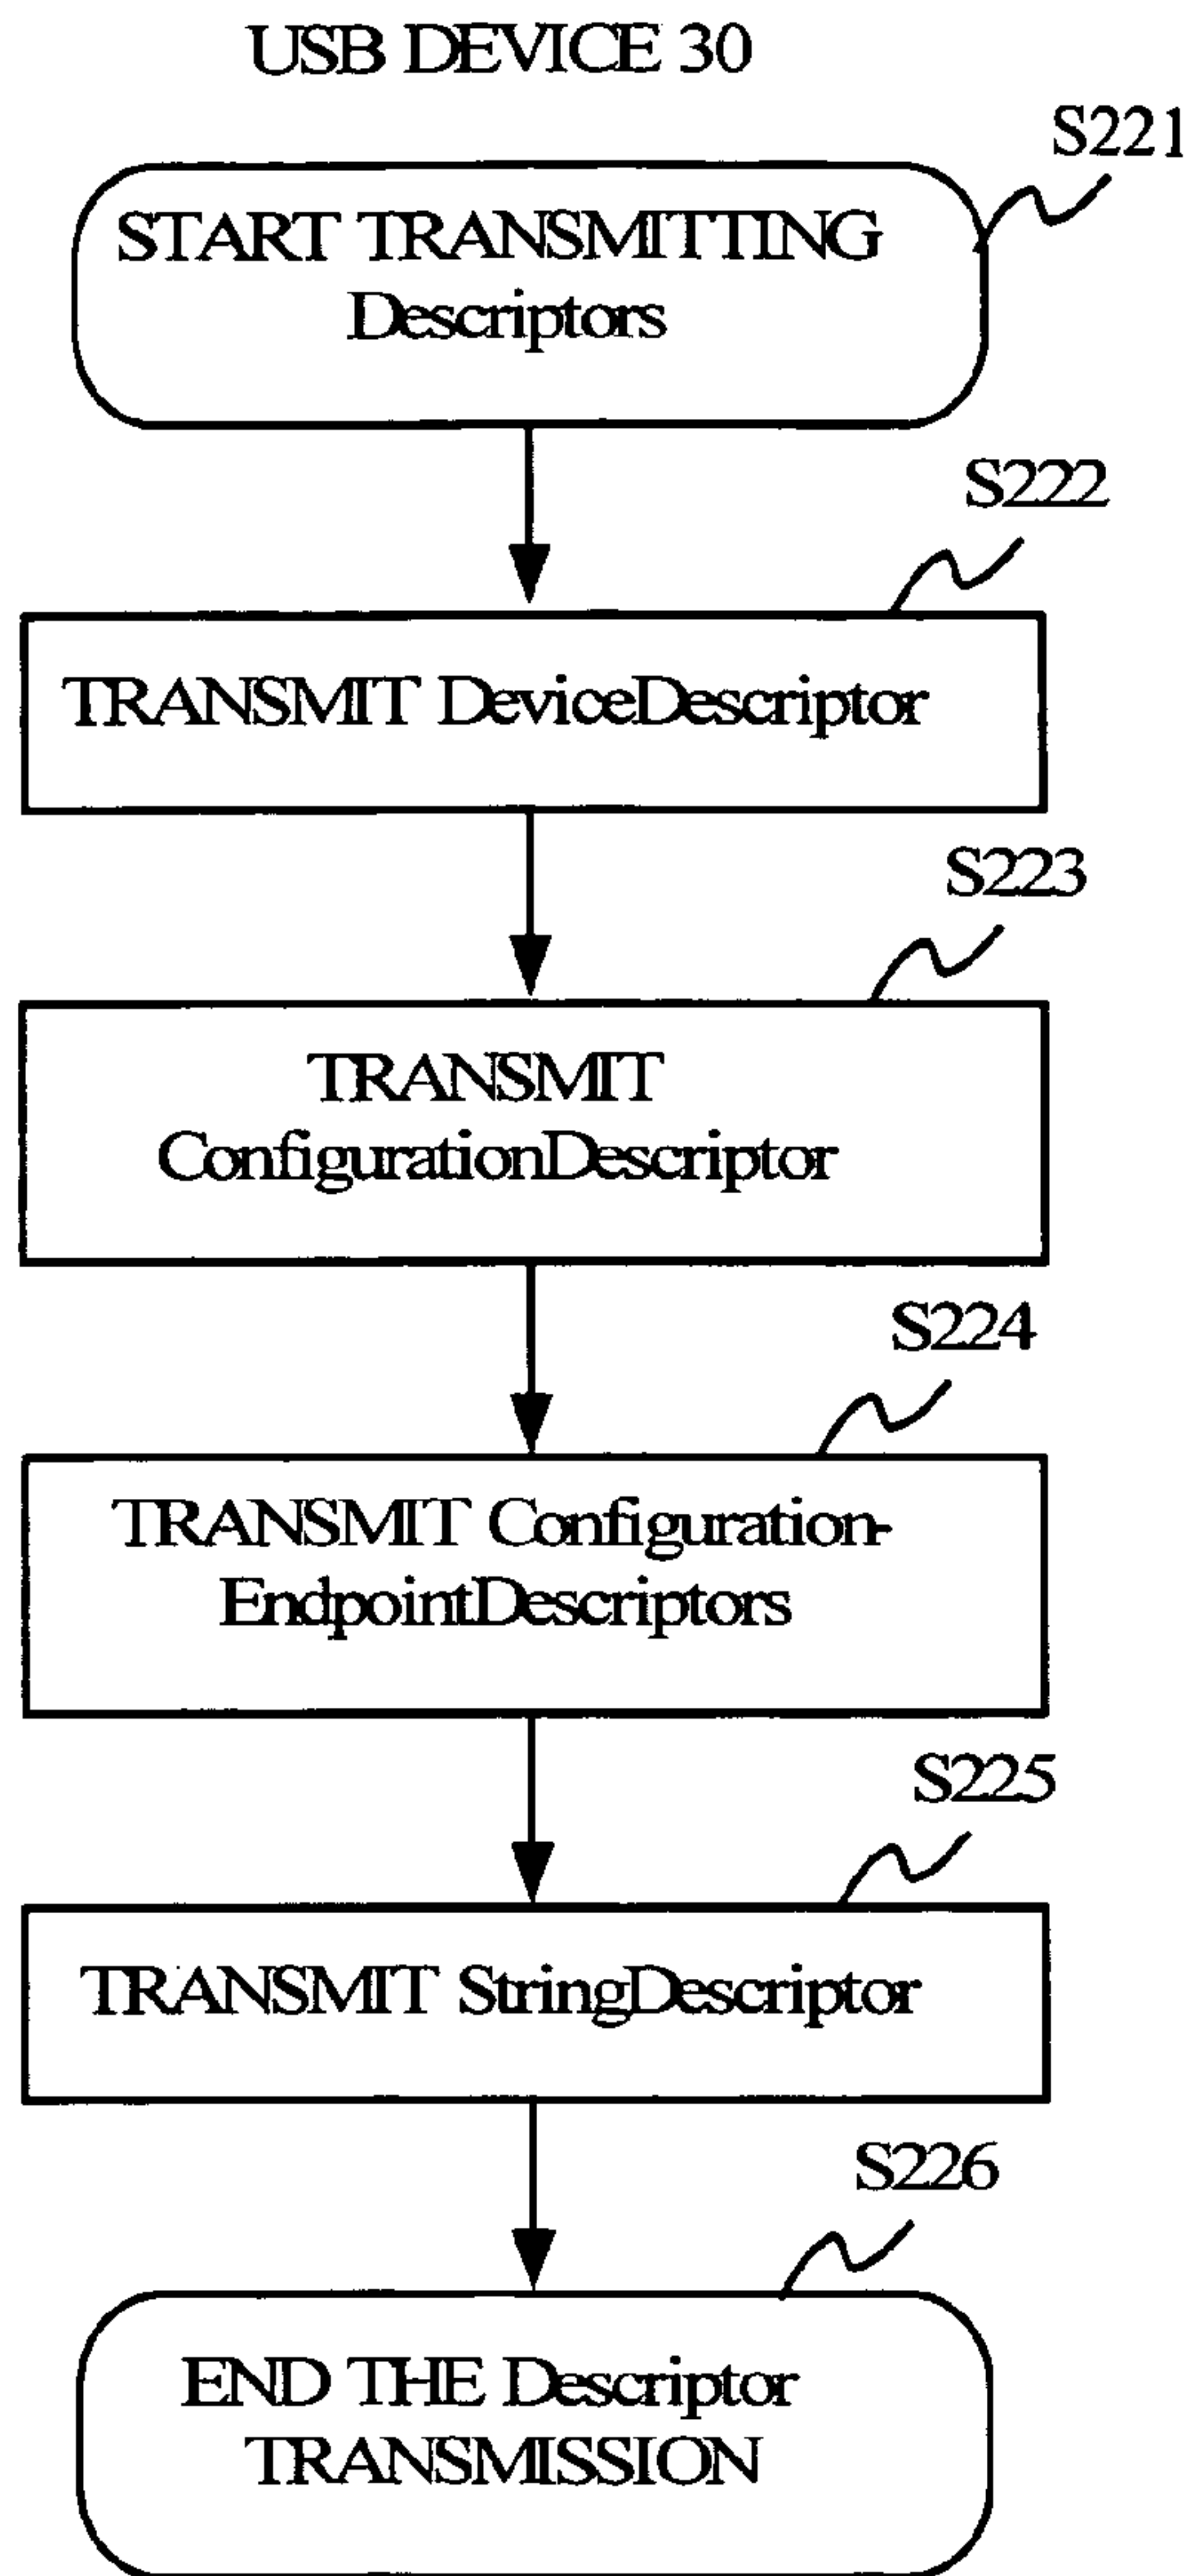 USB DEVICE 30
S221
START TRANSMITTING
Descriptors
S222
TRANSMIT DeviceDescriptor
S223
TRANSMIT
ConfigurationDescriptor
S224
TRANSMIT Configuration-
EndpointDescriptors
S225
TRANSMIT StringDescriptor
S226
END THE Descriptor
TRANSMISSION